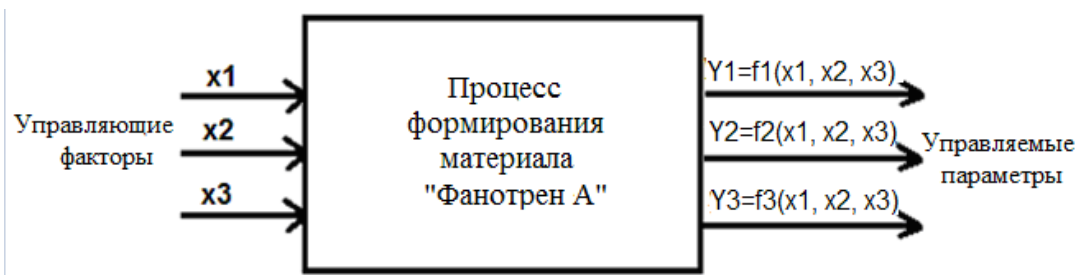 x1
x2
x3
Управляющие
факторы
Процесс
формирования
материала
"Фанотрен А"
Y1=f1(x1, x2, x3)
Y2=f2(x1, x2, x3)
Y3=f3(x1, x2, x3)
Управляемые
параметры